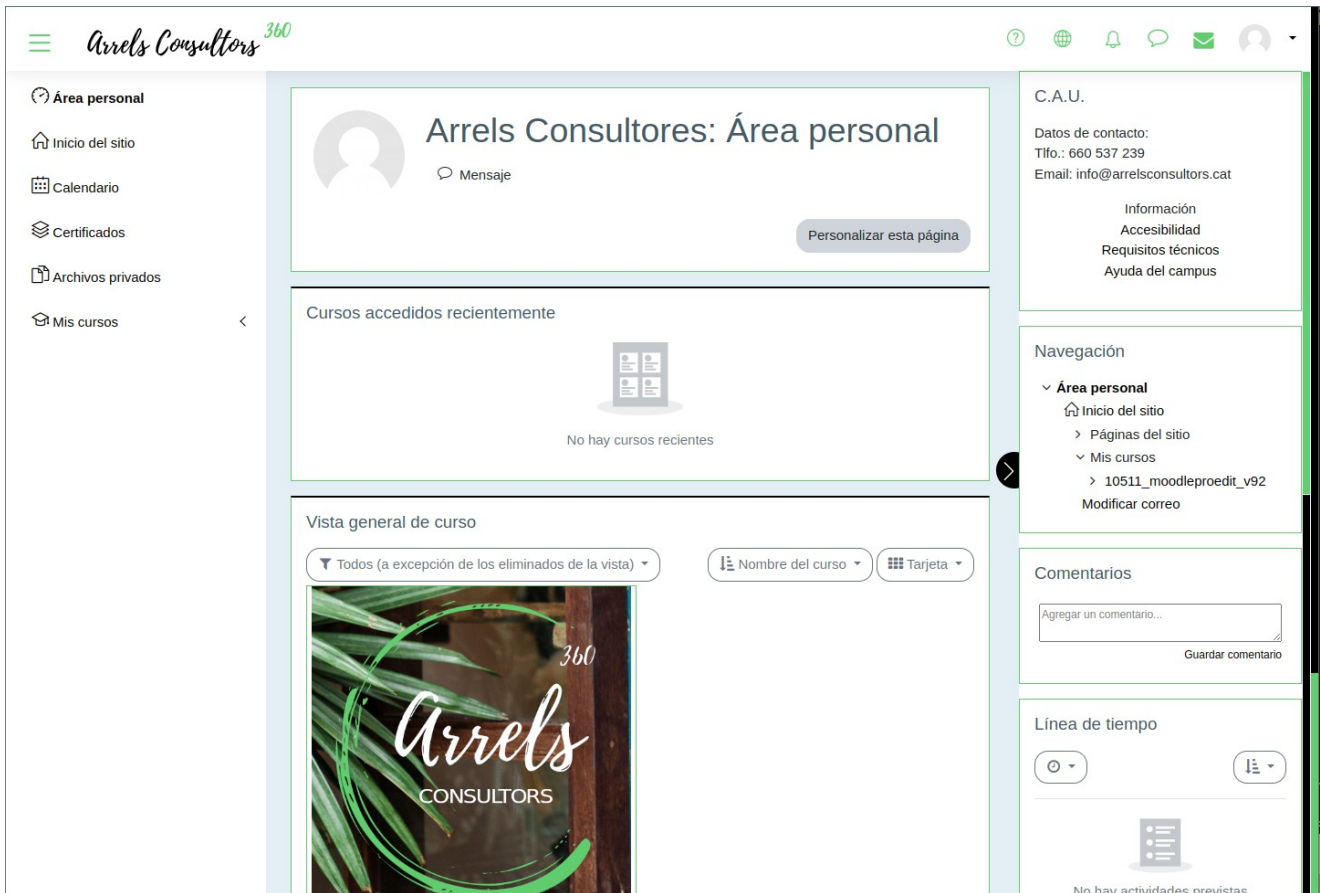 Arrels Consultors 360
Área personal
Inicio del sitio
Calendario
Certificados
Archivos privados
Mis cursos
Arrels Consultores: Área personal
Mensaje
Personalizar esta página
Cursos accedidos recientemente
No hay cursos recientes
Vista general de curso
Todos (a excepción de los eliminados de la vista)
Nombre del curso
Tarjeta
360
Arrels
CONSULTORS
C.A.U.
Datos de contacto:
Tlfo.: 660 537 239
Email: info@arrelsconsultors.cat
Información
Accesibilidad
Requisitos técnicos
Ayuda del campus
Navegación
Área personal
Inicio del sitio
Páginas del sitio
Mis cursos
10511_moodleproedit_v92
Modificar correo
Comentarios
Agregar un comentario...
Guardar comentario
Línea de tiempo
No hay actividades previstas